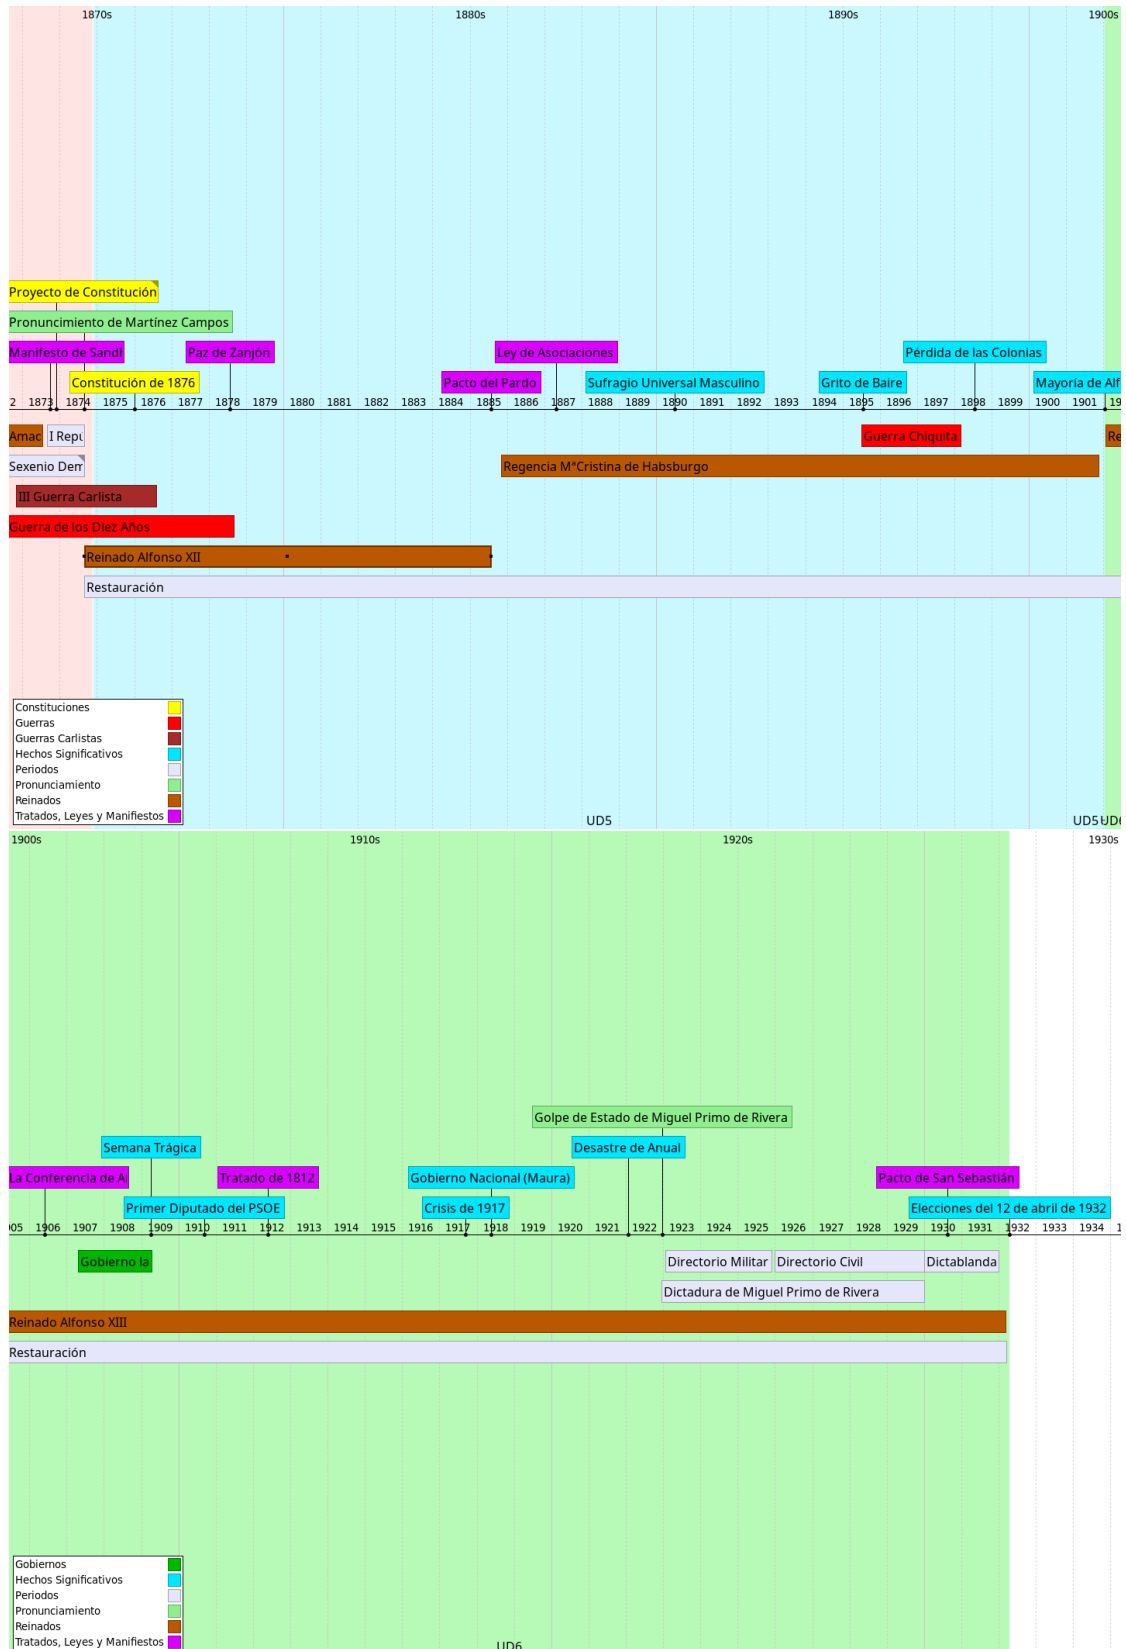 1870s 1880s 1890s 1900s
Proyecto de Constitución
Pronuncimiento de Martínez Campos
Manifesto de Sandh Paz de Zanjón Ley de Asociaciones Pérdida de las Colonias
Constitución de 1876 Pacto del Pardo Sufragio Universal Masculino Grito de Baire Mayoría de Alf
2 1873 1874 1875 1876 1877 1878 1879 1880 1881 1882 1883 1884 1885 1886 1887 1888 1889 1890 1891 1892 1893 1894 1895 1896 1897 1898 1899 1900 1901 19
Amac I Repú Guerra Chiquita Re
Sexenio Dem Regencia MªCristina de Habsburgo
III Guerra Carlista
Guerra de los Diez Años
Reinado Alfonso XII
Restauración
Constituciones
Guerras
Guerras Carlistas
Hechos Significativos
Periodos
Pronunciamiento
Reinados
Tratados, Leyes y Manifiestos
UD5 UD5 UD6
1900s 1910s 1920s 1930s
Golpe de Estado de Miguel Primo de Rivera
Semana Trágica Desastre de Anual
La Conferencia de Al Tratado de 1812 Gobierno Nacional (Maura) Pacto de San Sebastián
Primer Diputado del PSOE Crisis de 1917 Elecciones del 12 de abril de 1932
005 1906 1907 1908 1909 1910 1911 1912 1913 1914 1915 1916 1917 1918 1919 1920 1921 1922 1923 1924 1925 1926 1927 1928 1929 1930 1931 1932 1933 1934 1
Gobierno la Directorio Militar Directorio Civil Dictablanda
Dictadura de Miguel Primo de Rivera
Reinado Alfonso XIII
Restauración
Gobiernos
Hechos Significativos
Periodos
Pronunciamiento
Reinados
Tratados, Leyes y Manifiestos
UD6